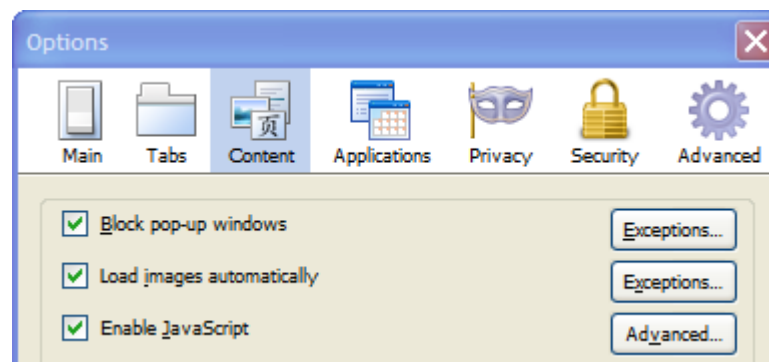 Options
Main Tabs Content Applications Privacy Security Advanced
Block pop-up windows Exceptions...
Load images automatically Exceptions...
Enable JavaScript Advanced...
页